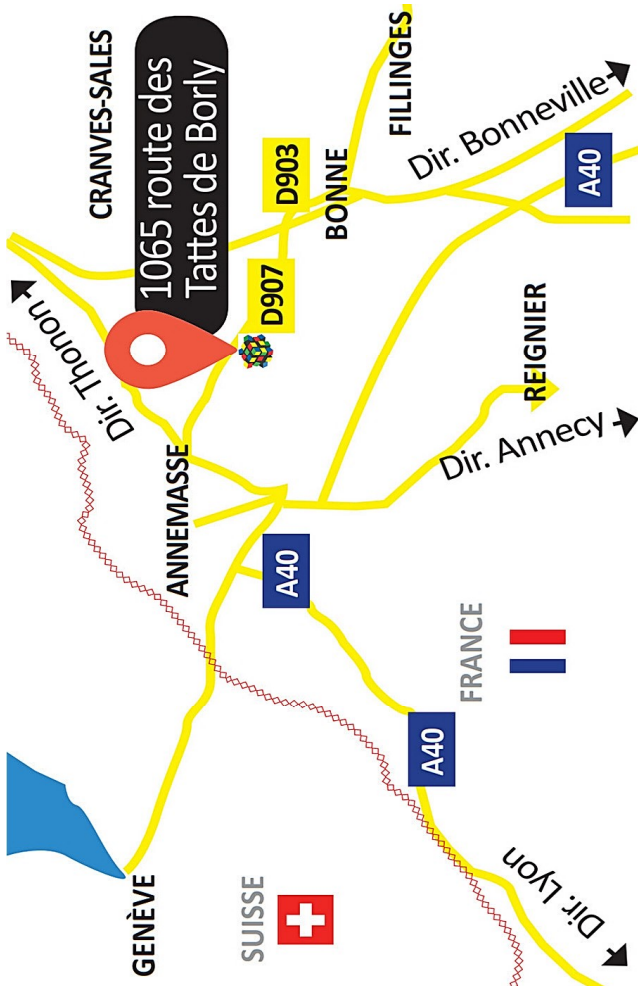 CRANVES-SALES
1065 route des
Tattes de Borly
Dir. Thonon
D903
D907
BONNE
FILLINGES
Dir. Bonneville
A40
ANNEMASSE
REIGNIER
Dir. Annecy
A40
GENÈVE
FRANCE
A40
SUISSE
Dir. Lyon